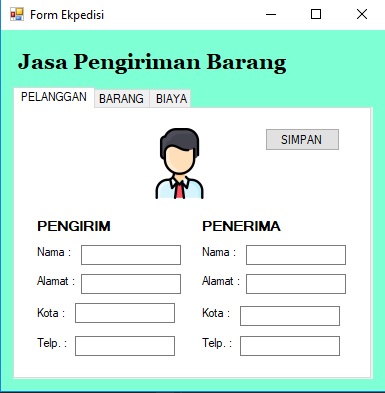 Form Ekpedisi
Jasa Pengiriman Barang
PELANGGAN BARANG BIAYA
SIMPAN
PENGIRIM PENERIMA
Nama : Nama :
Alamat : Alamat :
Kota : Kota :
Telp. : Telp. :